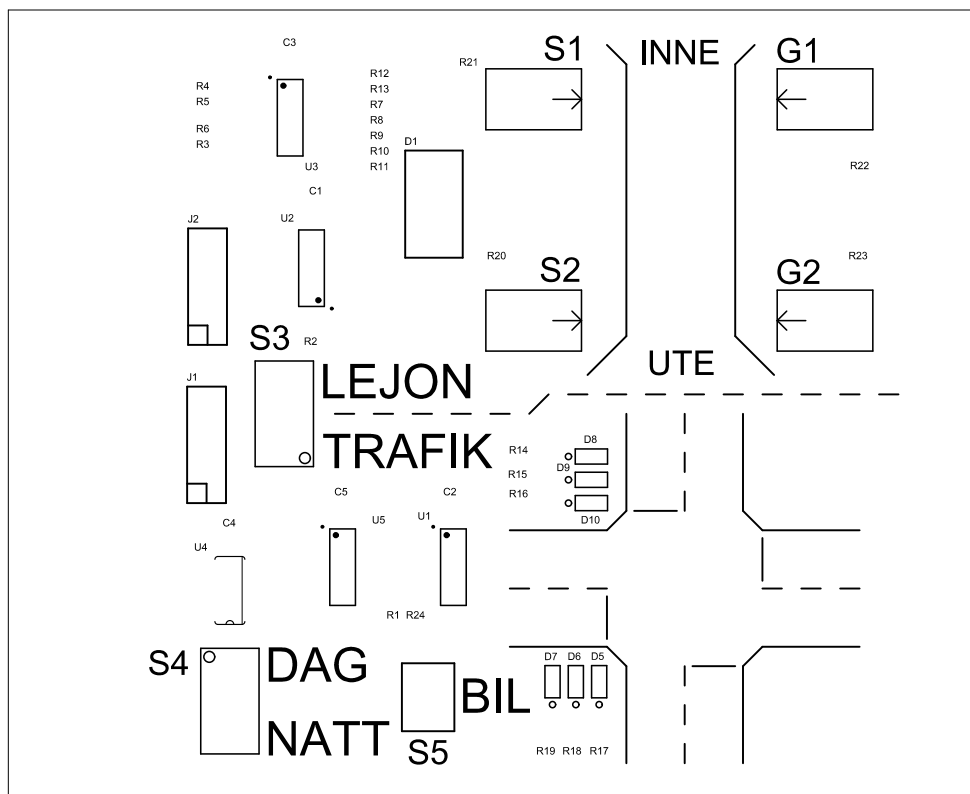 C3
S1
INNE
G1
R21
R12
R4
R13
R5
R7
R8
R6
R9
R3
D1
R10
R11
U3
R22
C1
J2
U2
R20
S2
G2
R23
S3
R2
UTE
J1
LEJON
TRAFIK
D8
R14
D9
R15
R16
C5
C2
D10
C4
U5
U1
U4
R1 R24
S4
DAG
D7 D6 D5
BIL
NATT
S5
R19 R18 R17